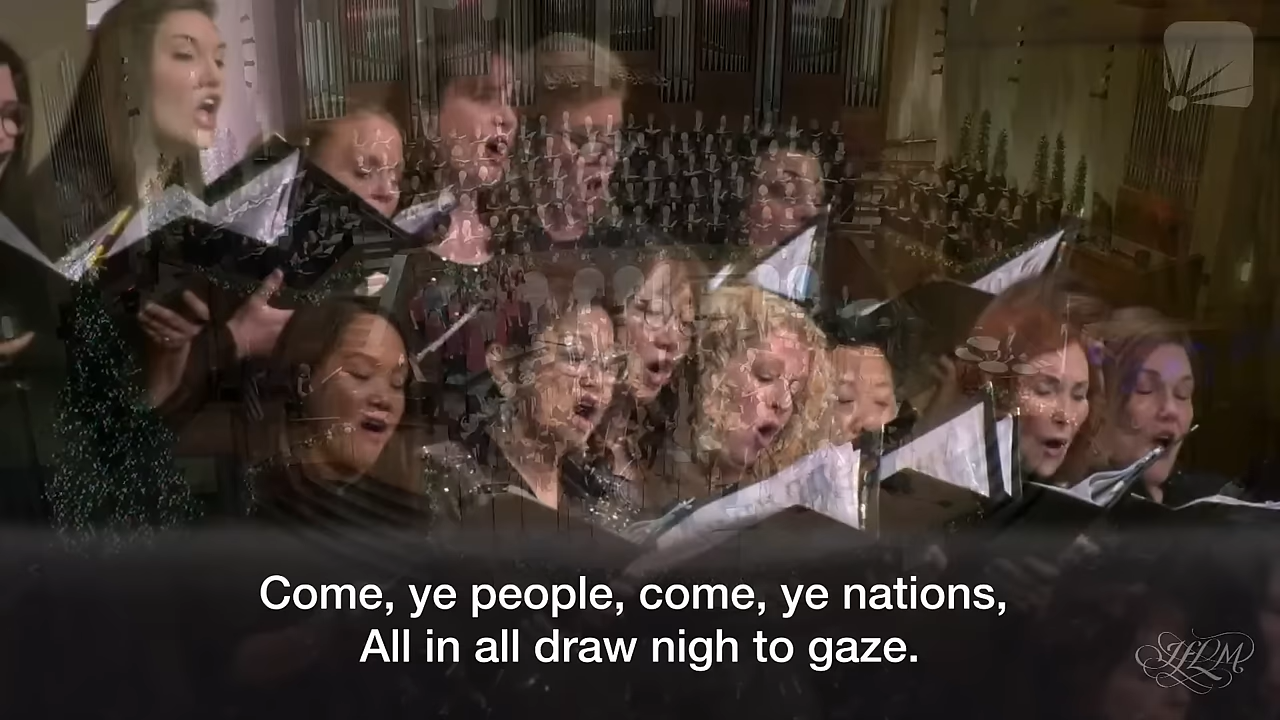 Come, ye people, come, ye nations,
All in all draw nigh to gaze.